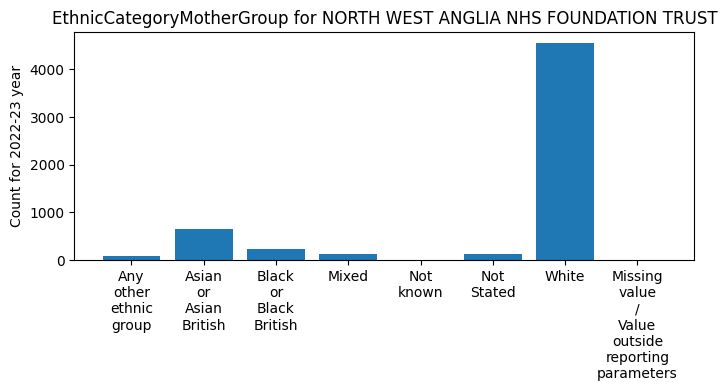 EthnicCategoryMotherGroup for NORTH WEST ANGLIA NHS FOUNDATION TRUST
Count for 2022-23 year
4000
3000
2000
1000
0
Any
other
ethnic
group
Asian
or
Asian
British
Black
or
Black
British
Mixed
Not
known
Not
Stated
White
Missing
value
/
Value
outside
reporting
parameters